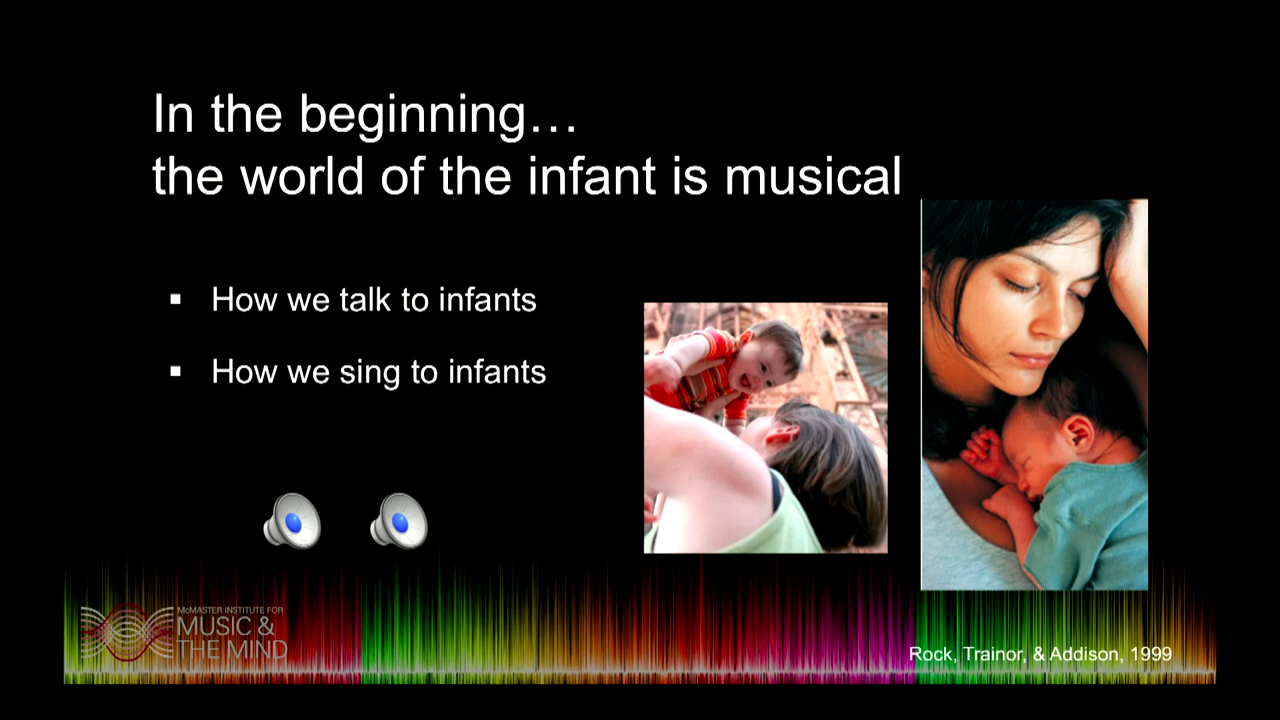 In the beginning…
the world of the infant is musical
▪ How we talk to infants
▪ How we sing to infants
McMASTER INSTITUTE FOR
MUSIC &
THE MIND
Rock, Trainor, & Addison, 1999